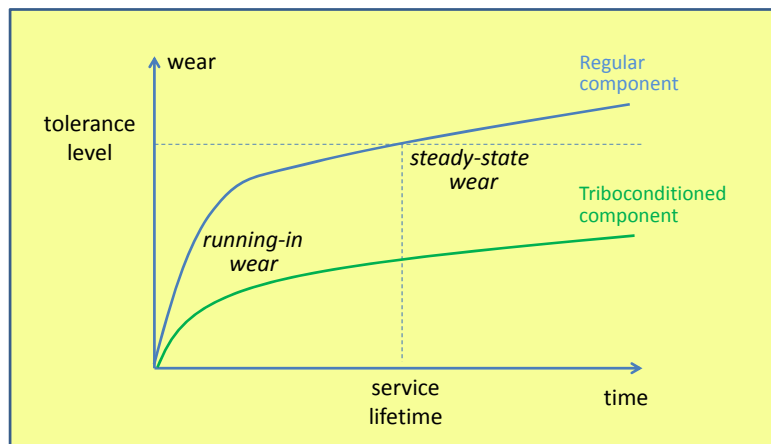 wear
Regular
component
tolerance
level
steady-state
wear
Triboconditioned
component
running-in
wear
service
lifetime
time